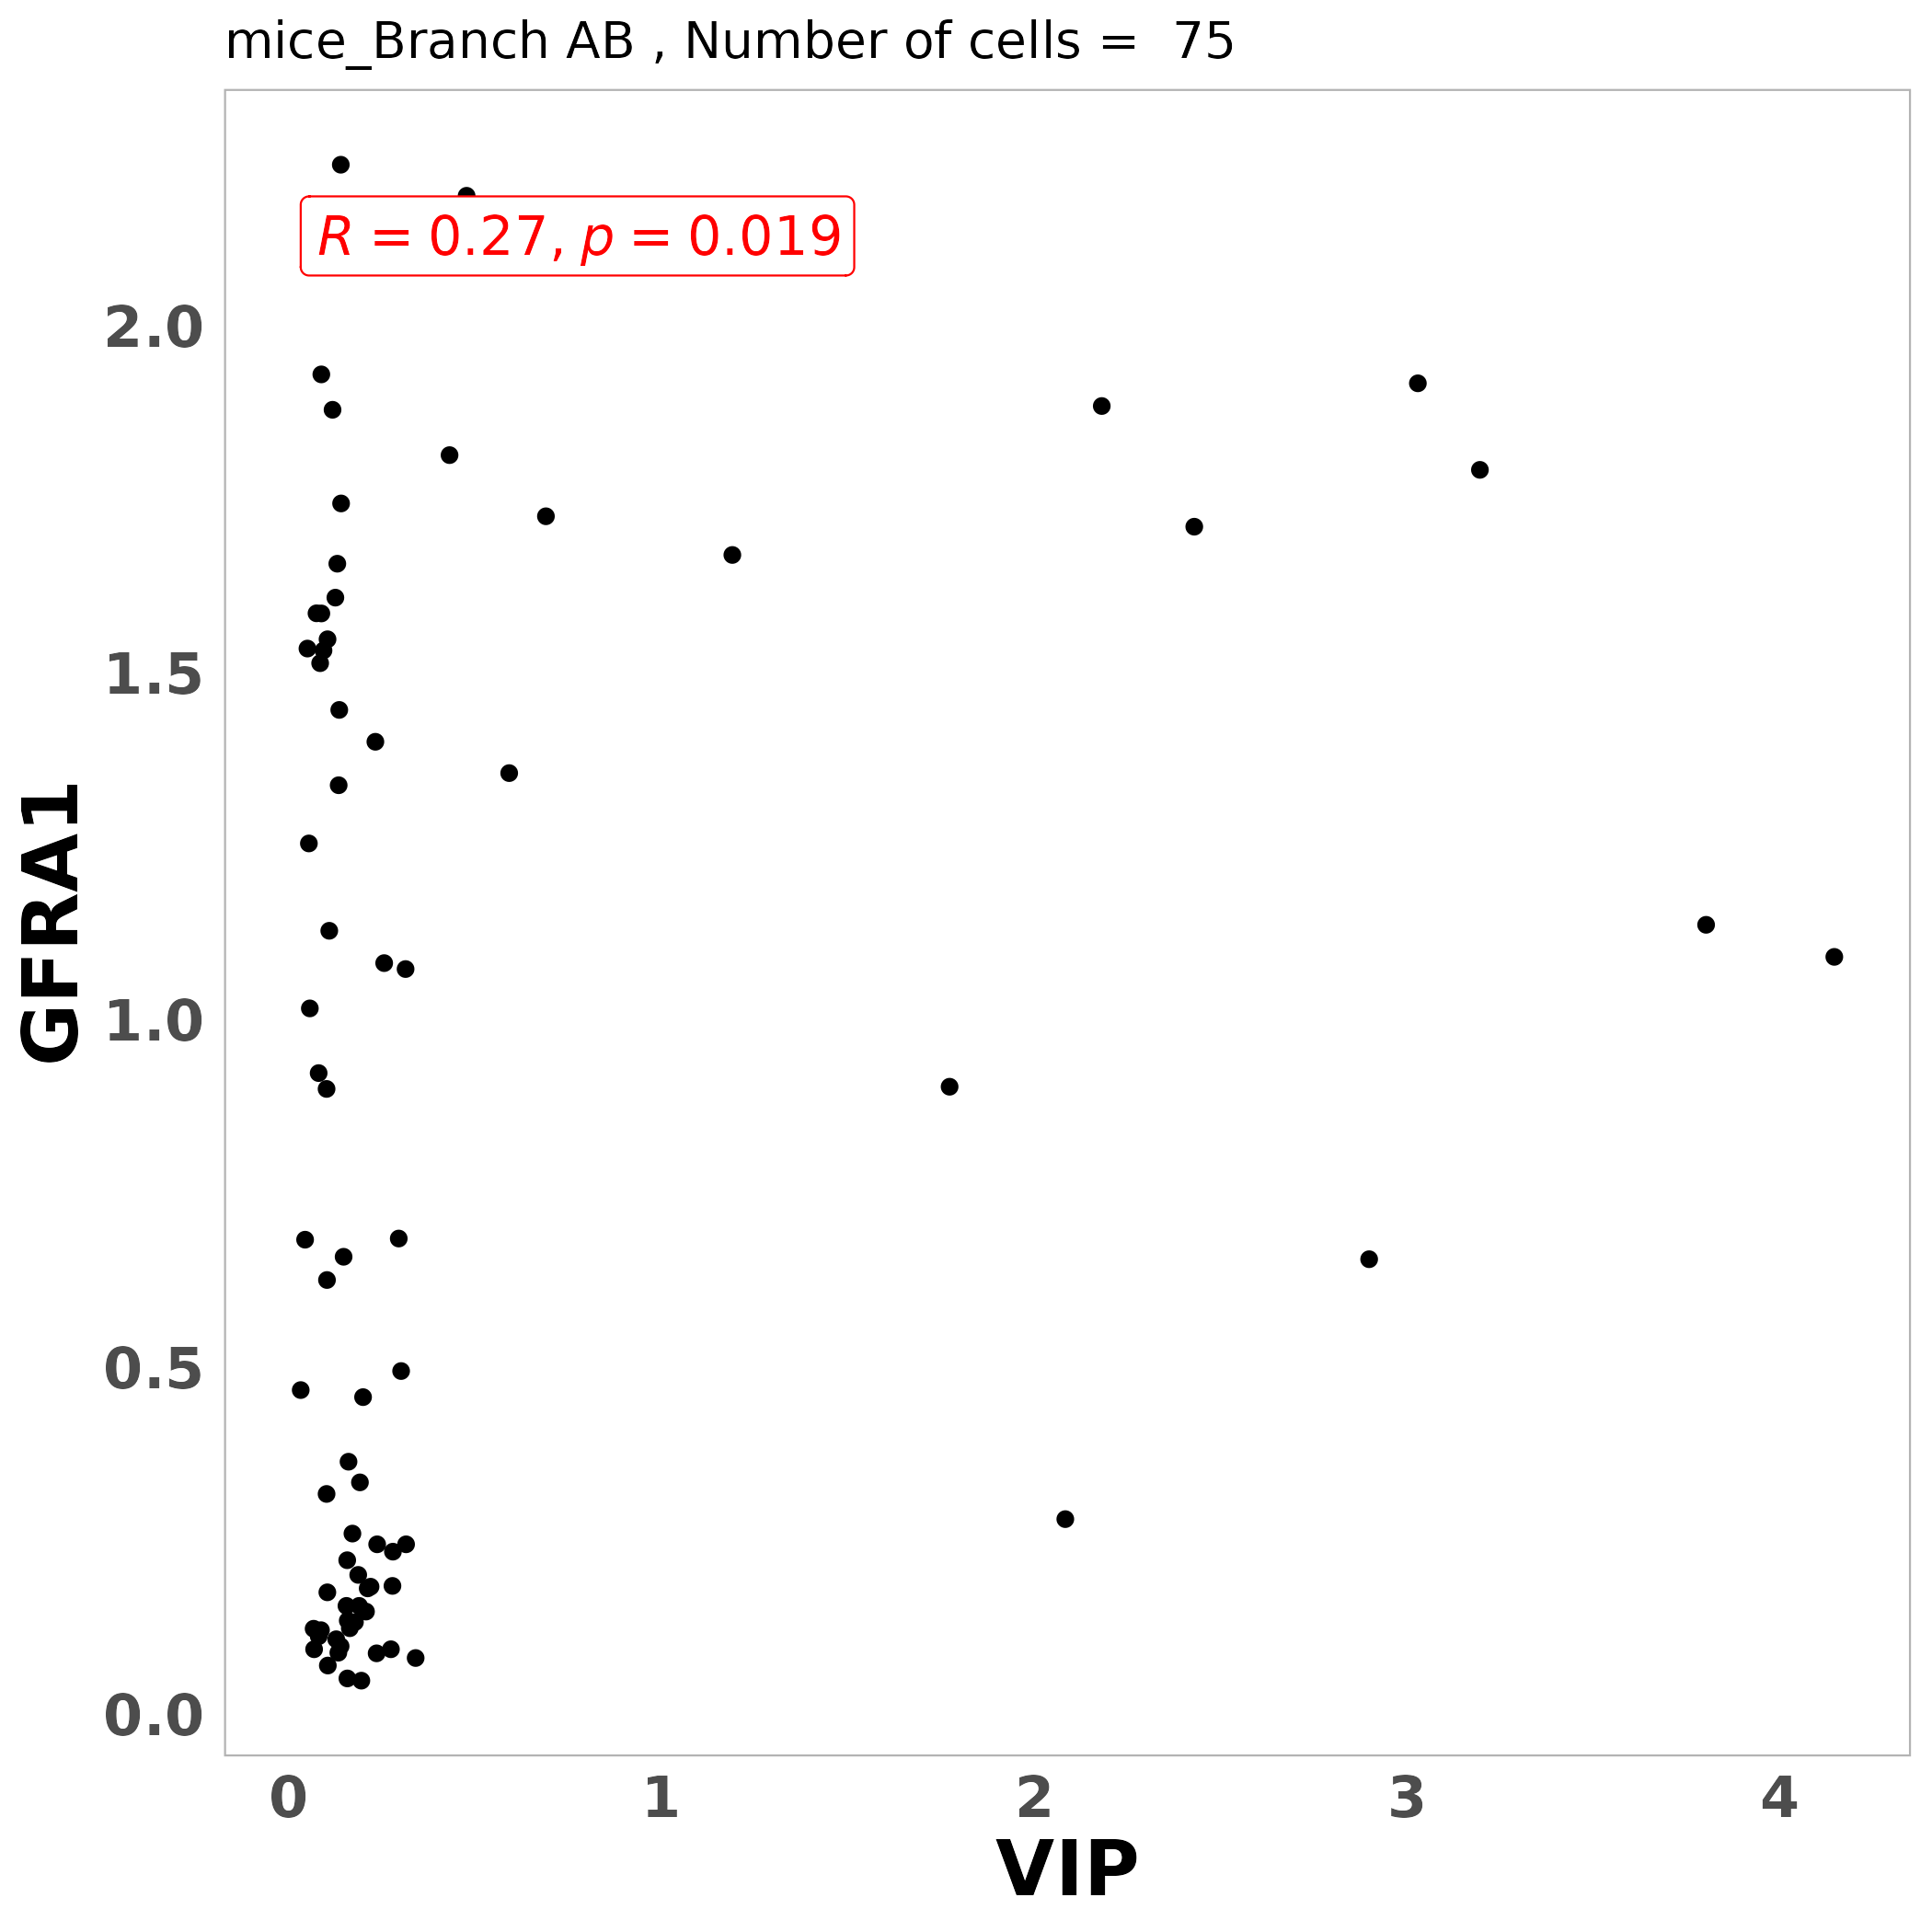 mice_Branch AB , Number of cells =  75
R = 0.27, p = 0.019
2.0
1.5
1.0
0.5
0.0
GFRA1
0 1 2 3 4
VIP